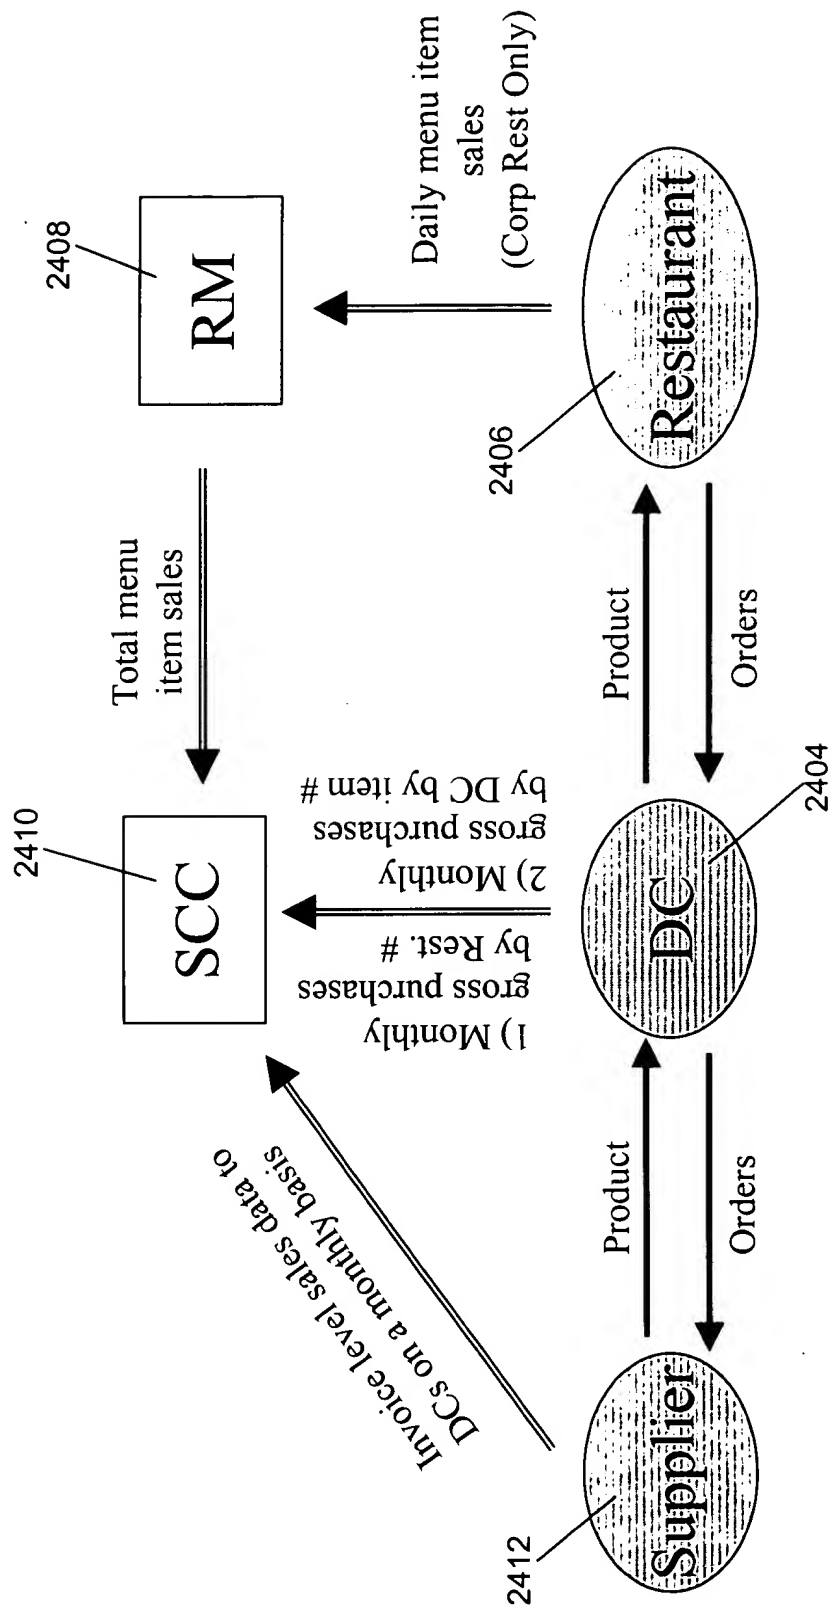 2410
SCC
Total menu
item sales
2408
RM
Invoice level sales data to
DCs on a monthly basis
1) Monthly
gross purchases
by Rest. #
2) Monthly
gross purchases
by DC by item #
Daily menu item
sales
(Corp Rest Only)
2412
Supplier
Product
Orders
DC
2404
Product
Orders
2406
Restaurant